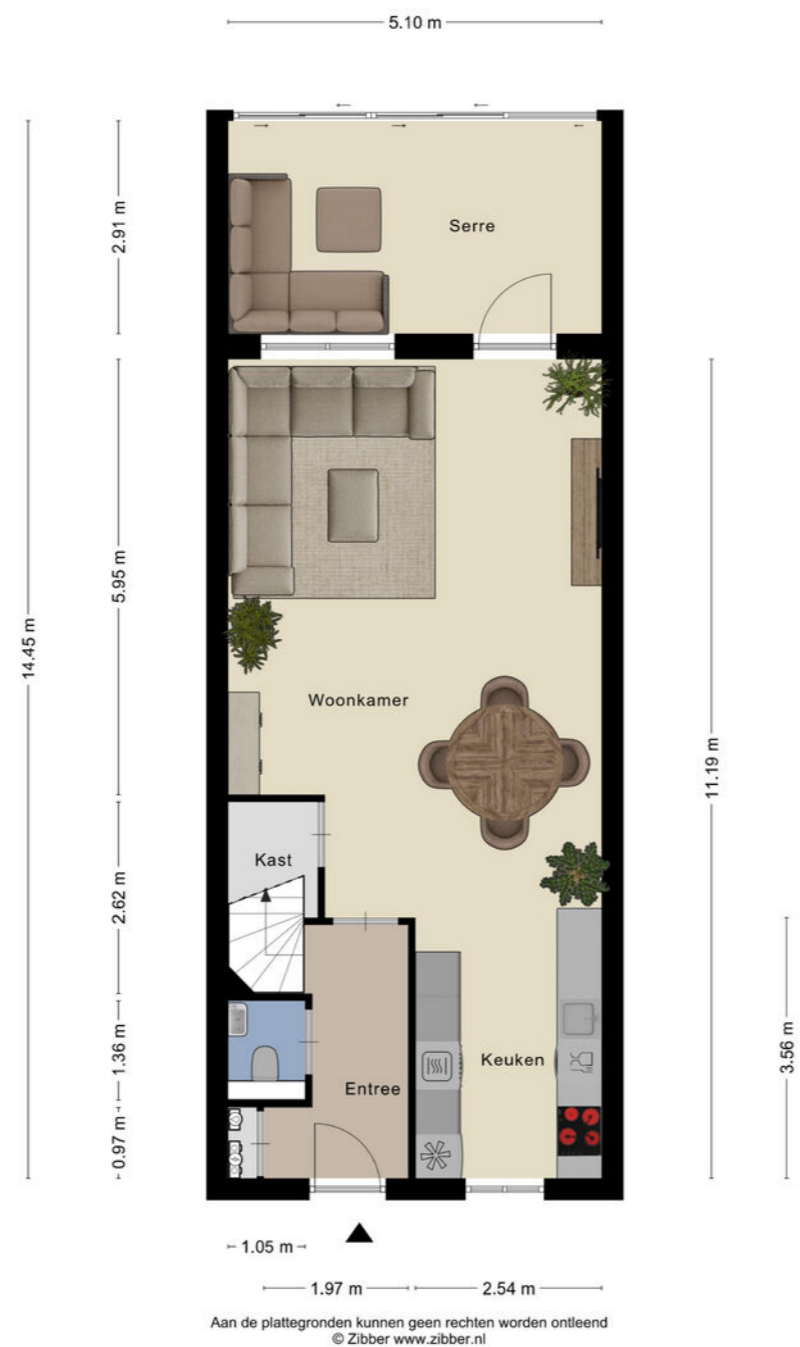 5.10 m
2.91 m
Serre
5.95 m
14.45 m
Woonkamer
11.19 m
Kast
2.62 m
3.56 m
1.36 m
Keuken
Entree
0.97 m
1.05 m
1.97 m
2.54 m
Aan de plattegronden kunnen geen rechten worden ontleend
© Zibber www.zibber.nl